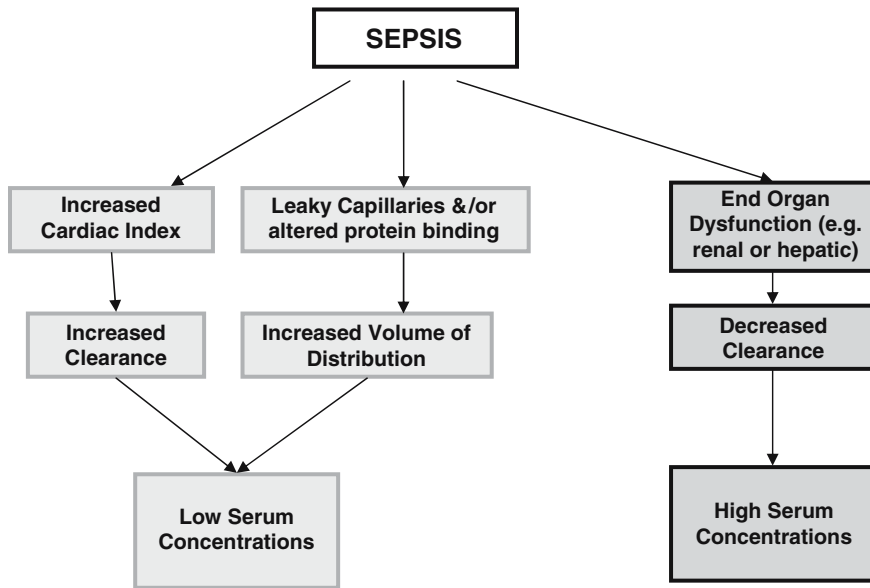 SEPSIS
Increased
Cardiac Index
Leaky Capillaries &/or
altered protein binding
End Organ
Dysfunction (e.g.
renal or hepatic)
Increased
Clearance
Increased Volume of
Distribution
Decreased
Clearance
Low Serum
Concentrations
High Serum
Concentrations